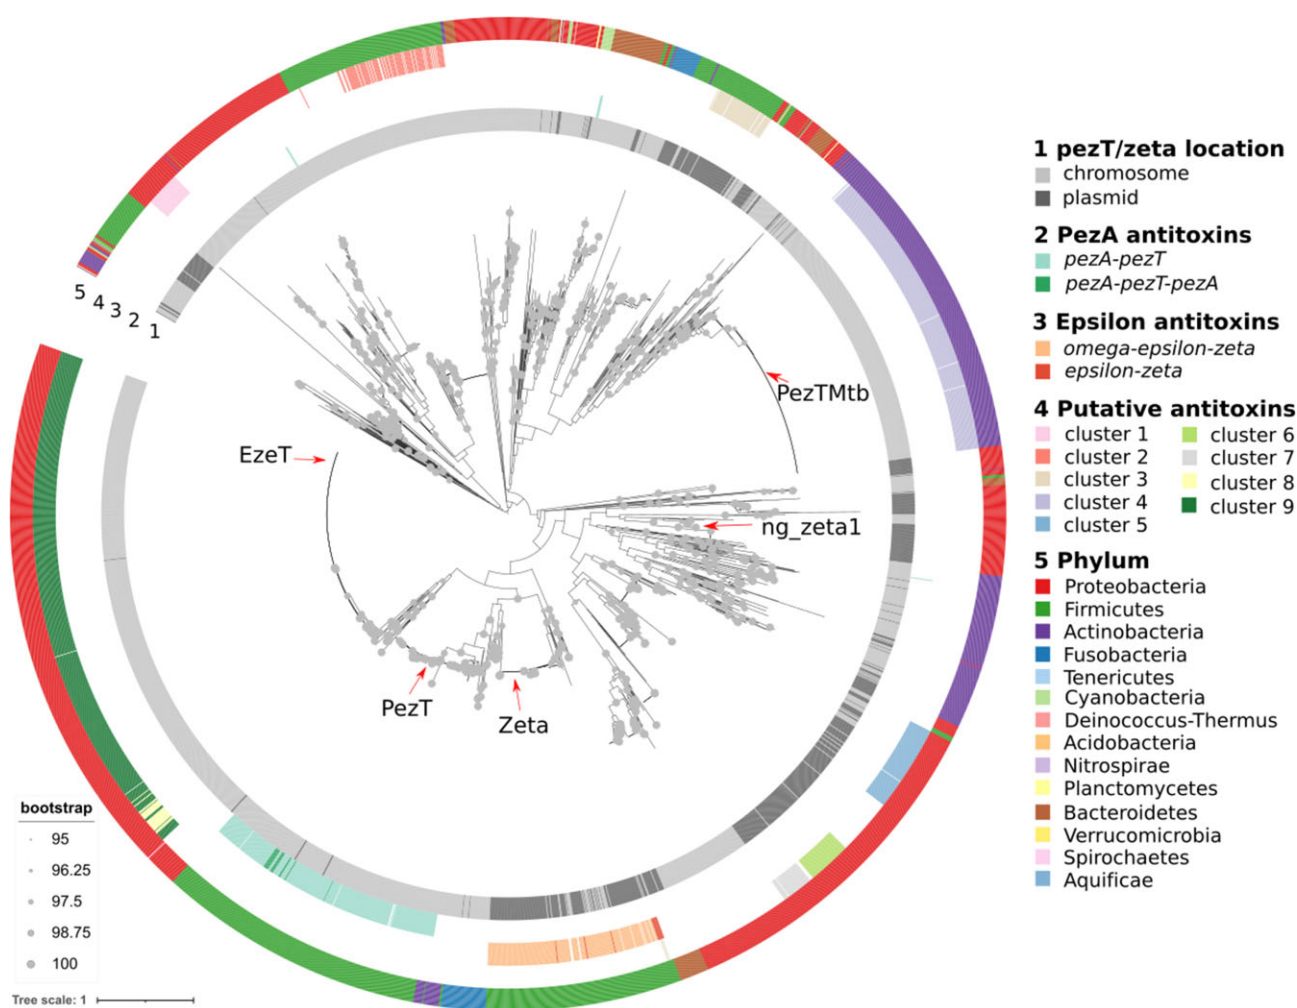 5 4 3 2 1
EzeT
PezTMtb
ng_zeta1
PezT
Zeta
bootstrap
95
96.25
97.5
98.75
100
Tree scale: 1
1 pezT/zeta location
chromosome
plasmid
2 PezA antitoxins
pezA-pezT
pezA-pezT-pezA
3 Epsilon antitoxins
omega-epsilon-zeta
epsilon-zeta
4 Putative antitoxins
cluster 1 cluster 6
cluster 2 cluster 7
cluster 3 cluster 8
cluster 4 cluster 9
cluster 5
5 Phylum
Proteobacteria
Firmicutes
Actinobacteria
Fusobacteria
Tenericutes
Cyanobacteria
Deinococcus-Thermus
Acidobacteria
Nitrospirae
Planctomycetes
Bacteroidetes
Verrucomicrobia
Spirochaetes
Aquificae